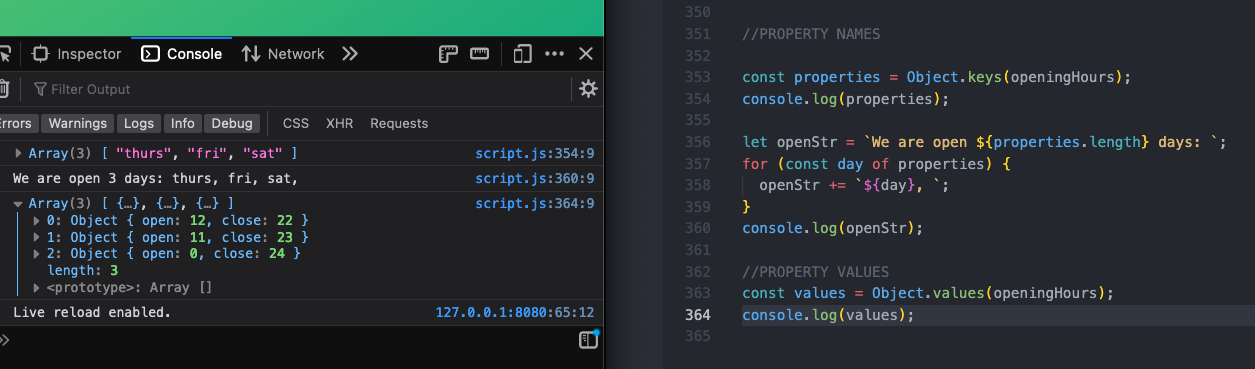 Inspector Console Network
Filter Output
Errors Warnings Logs Info Debug CSS XHR Requests
Array(3) [ "thurs", "fri", "sat" ] script.js:354:9
We are open 3 days: thurs, fri, sat, script.js:360:9
Array(3) [ {…}, {…}, {…} ] script.js:364:9
0: Object { open: 12, close: 22 }
1: Object { open: 11, close: 23 }
2: Object { open: 0, close: 24 }
length: 3
<prototype>: Array []
Live reload enabled. 127.0.0.1:8080:65:12
350
351 //PROPERTY NAMES
352
353 const properties = Object.keys(openingHours);
354 console.log(properties);
355
356 let openStr = `We are open ${properties.length} days: `;
357 for (const day of properties) {
358 openStr += `${day}, `;
359 }
360 console.log(openStr);
361
362 //PROPERTY VALUES
363 const values = Object.values(openingHours);
364 console.log(values);
365